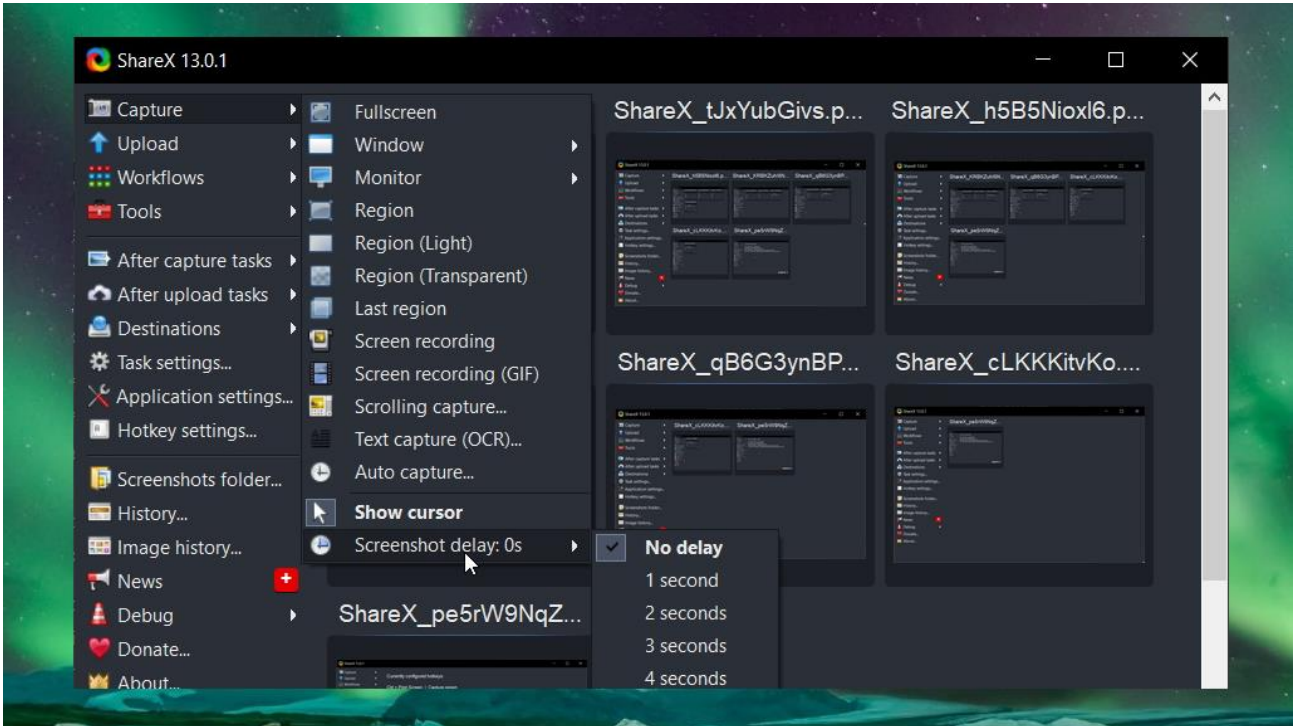 ShareX 13.0.1
Capture
Upload
Workflows
Tools
After capture tasks
After upload tasks
Destinations
Task settings...
Application settings...
Hotkey settings...
Screenshots folder...
History...
Image history...
News
Debug
Donate...
About...
Fullscreen
Window
Monitor
Region
Region (Light)
Region (Transparent)
Last region
Screen recording
Screen recording (GIF)
Scrolling capture...
Text capture (OCR)...
Auto capture...
Show cursor
Screenshot delay: 0s
No delay
1 second
2 seconds
3 seconds
4 seconds
ShareX_tJxYubGivs.p...
ShareX_h5B5Nioxl6.p...
ShareX_qB6G3ynBP...
ShareX_cLKKKitvKo....
ShareX_pe5rW9NqZ...